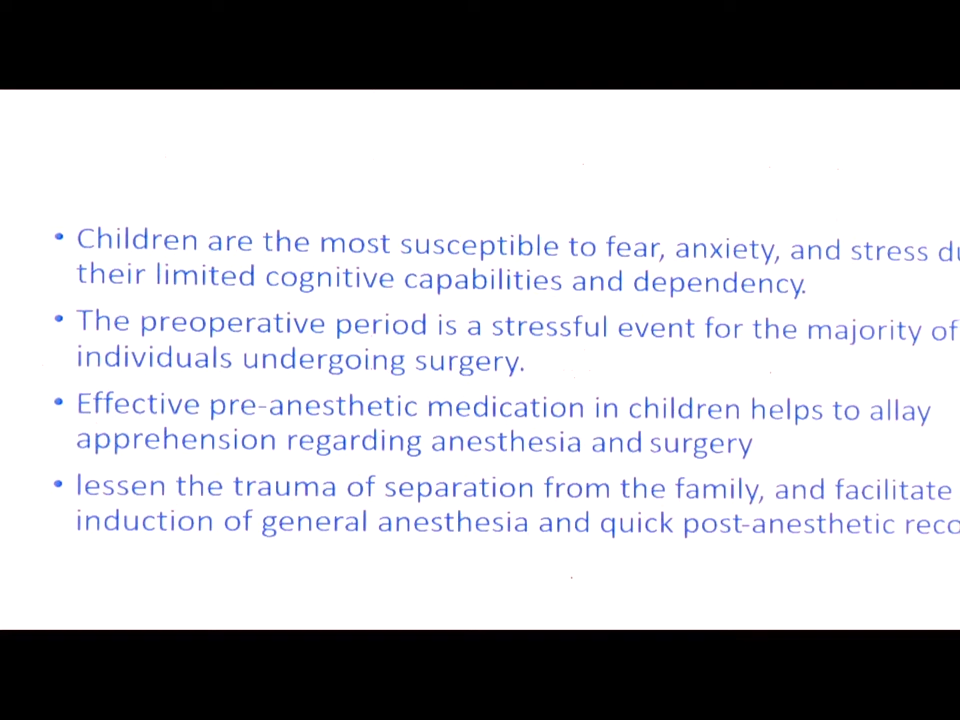 • Children are the most susceptible to fear, anxiety, and stress
their limited cognitive capabilities and dependency.
• The preoperative period is a stressful event for the majority of
individuals undergoing surgery.
• Effective pre-anesthetic medication in children helps to allay
apprehension regarding anesthesia and surgery
• lessen the trauma of separation from the family, and facilitate
induction of general anesthesia and quick post-anesthetic